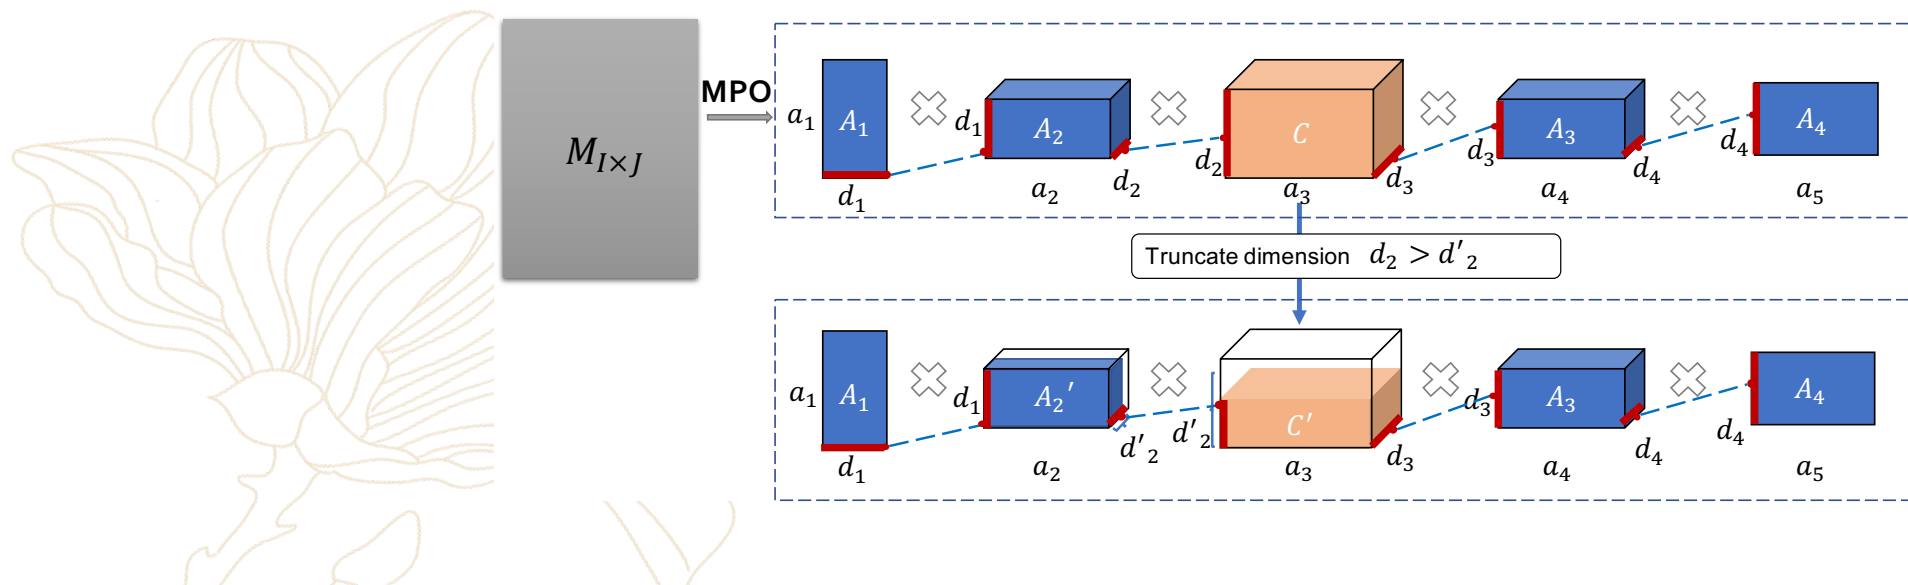 M_{I×J}
MPO
a_1 A_1 d_1
d_1 A_2 d_2 a_2
d_2 C d_3 a_3
d_3 A_3 d_4 a_4
d_4 A_4 a_5
Truncate dimension d_2 > d'_2
a_1 A_1 d_1
d_1 A_2' d'_2 a_2
d'_2 C' d_3 a_3
d_3 A_3 d_4 a_4
d_4 A_4 a_5